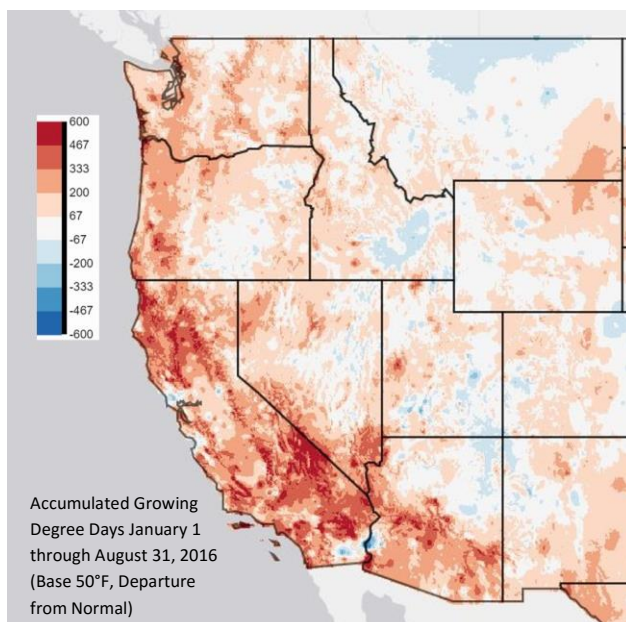 600
467
333
200
67
-67
-200
-333
-467
-600
Accumulated Growing
Degree Days January 1
through August 31, 2016
(Base 50°F, Departure
from Normal)